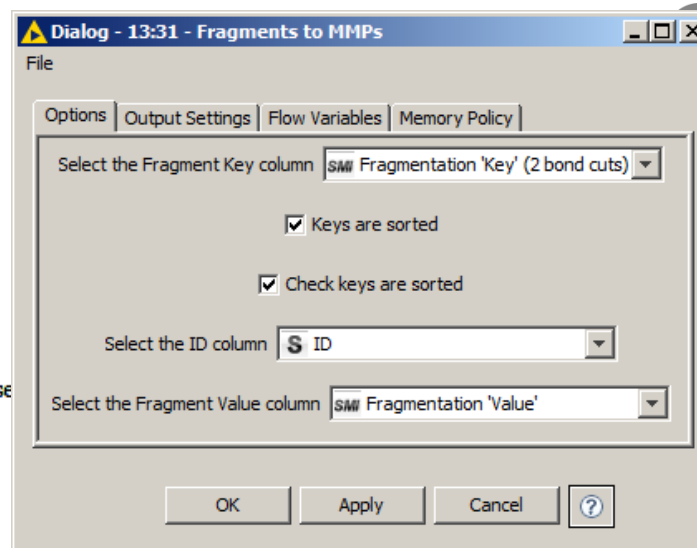 Dialog - 13:31 - Fragments to MMPs
File
Options Output Settings Flow Variables Memory Policy
Select the Fragment Key column SMI Fragmentation 'Key' (2 bond cuts)
Keys are sorted
Check keys are sorted
Select the ID column S ID
se
Select the Fragment Value column SMI Fragmentation 'Value'
OK Apply Cancel ?